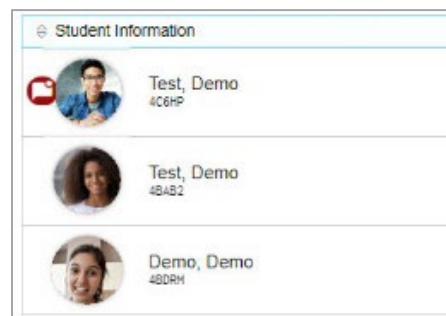 Student Information
Test, Demo
4C6HP
Test, Demo
4BAB2
Demo, Demo
4BDRM